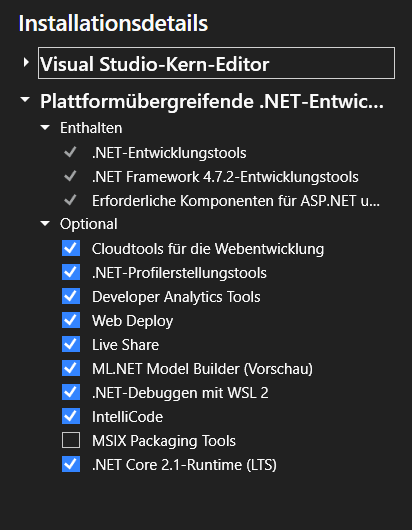 Installationsdetails
Visual Studio-Kern-Editor
Plattformübergreifende .NET-Entwic...
Enthalten
.NET-Entwicklungstools
.NET Framework 4.7.2-Entwicklungstools
Erforderliche Komponenten für ASP.NET u...
Optional
Cloudtools für die Webentwicklung
.NET-Profilerstellungstools
Developer Analytics Tools
Web Deploy
Live Share
ML.NET Model Builder (Vorschau)
.NET-Debuggen mit WSL 2
IntelliCode
MSIX Packaging Tools
.NET Core 2.1-Runtime (LTS)